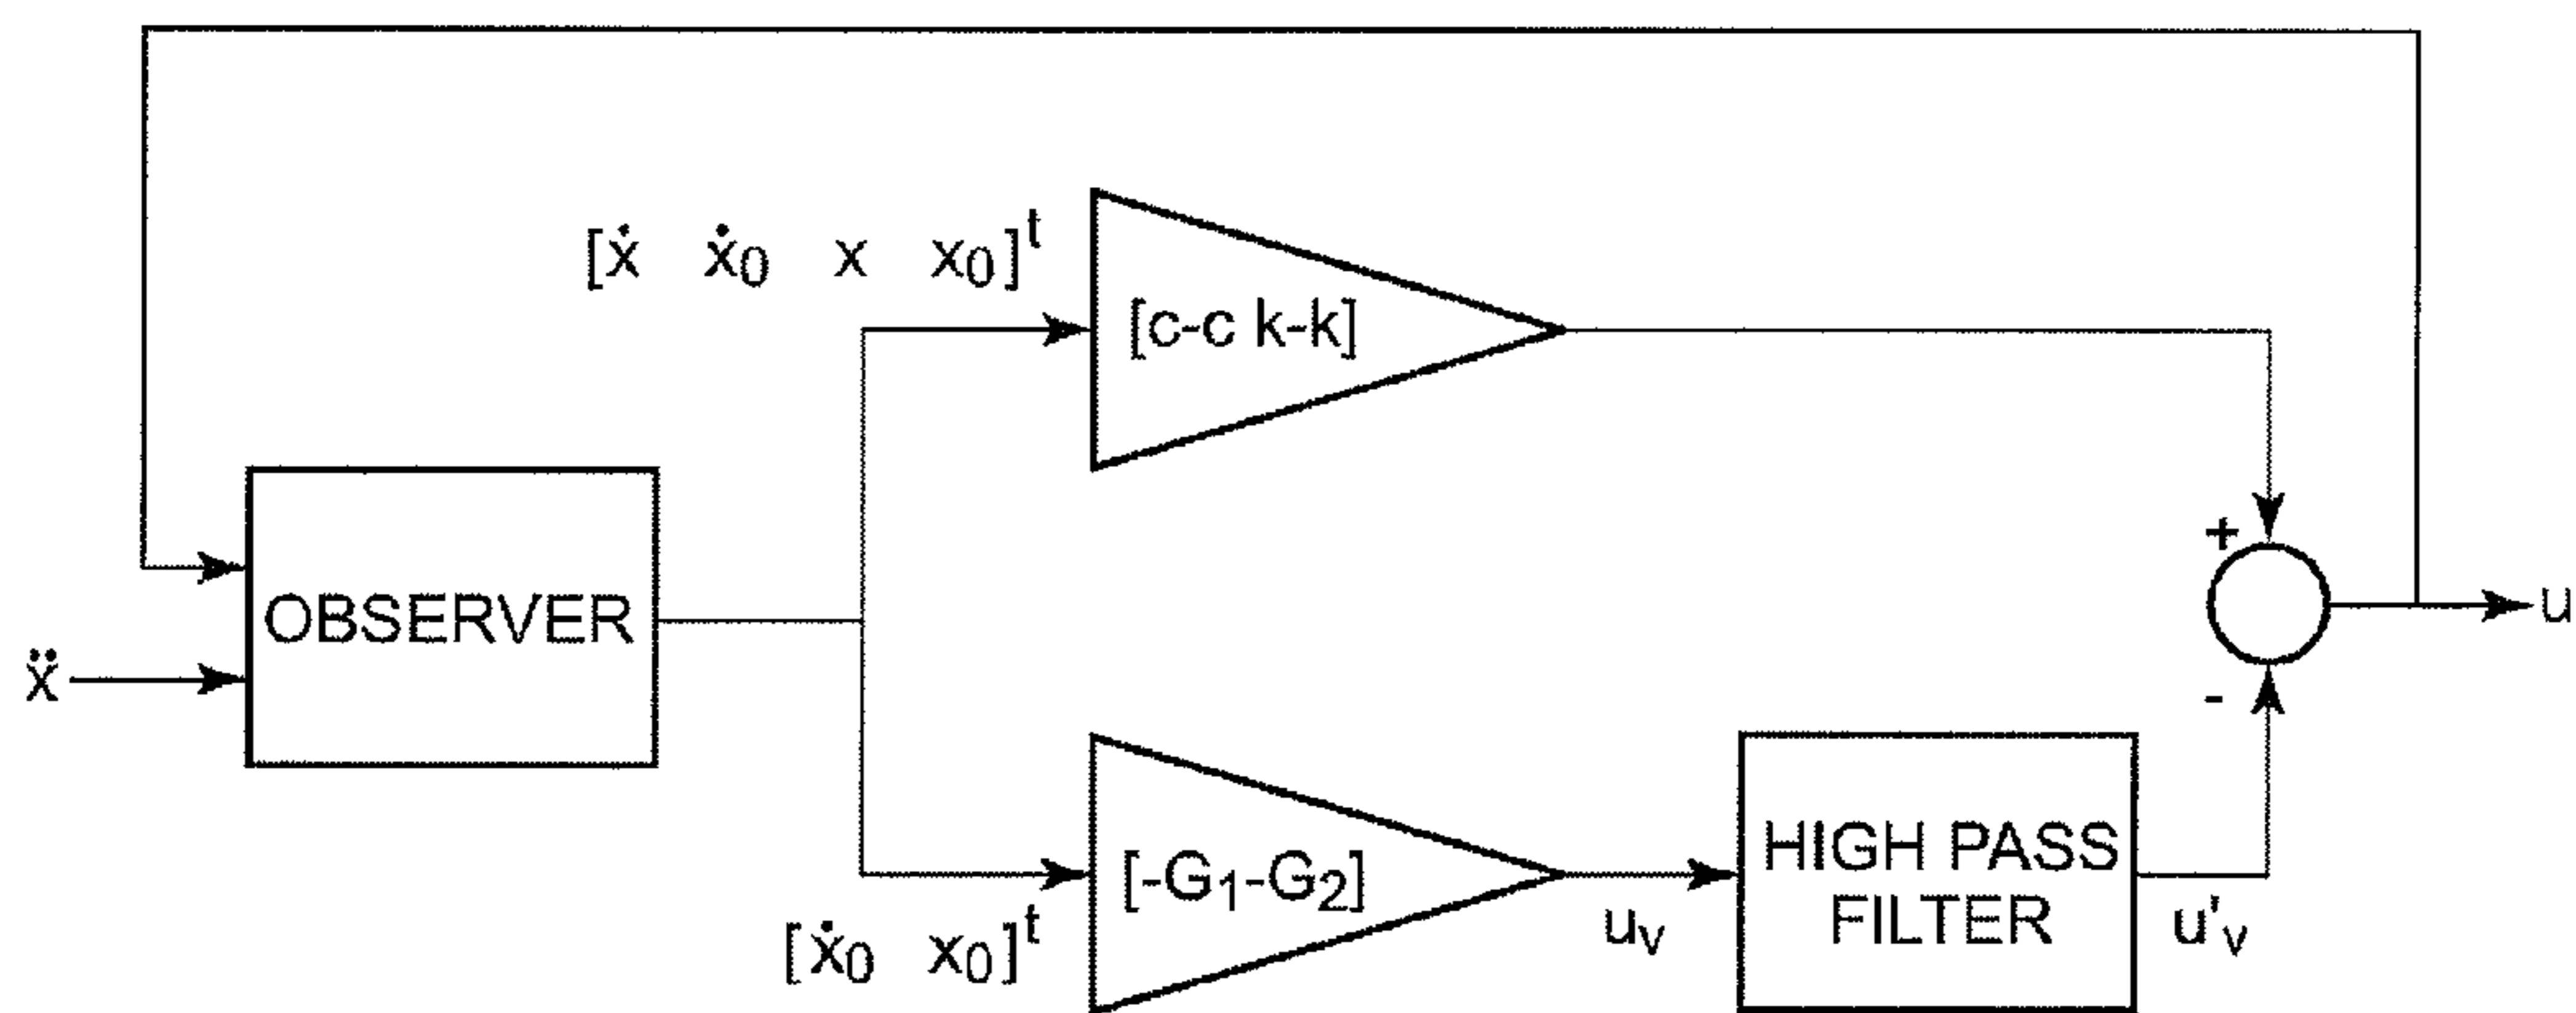 [ẋ ẋ₀ x x₀]ᵗ
[c-c k-k]
+
OBSERVER
u
ẍ
-
[-G₁-G₂]
HIGH PASS
FILTER
[ẋ₀ x₀]ᵗ
uᵥ
u'ᵥ